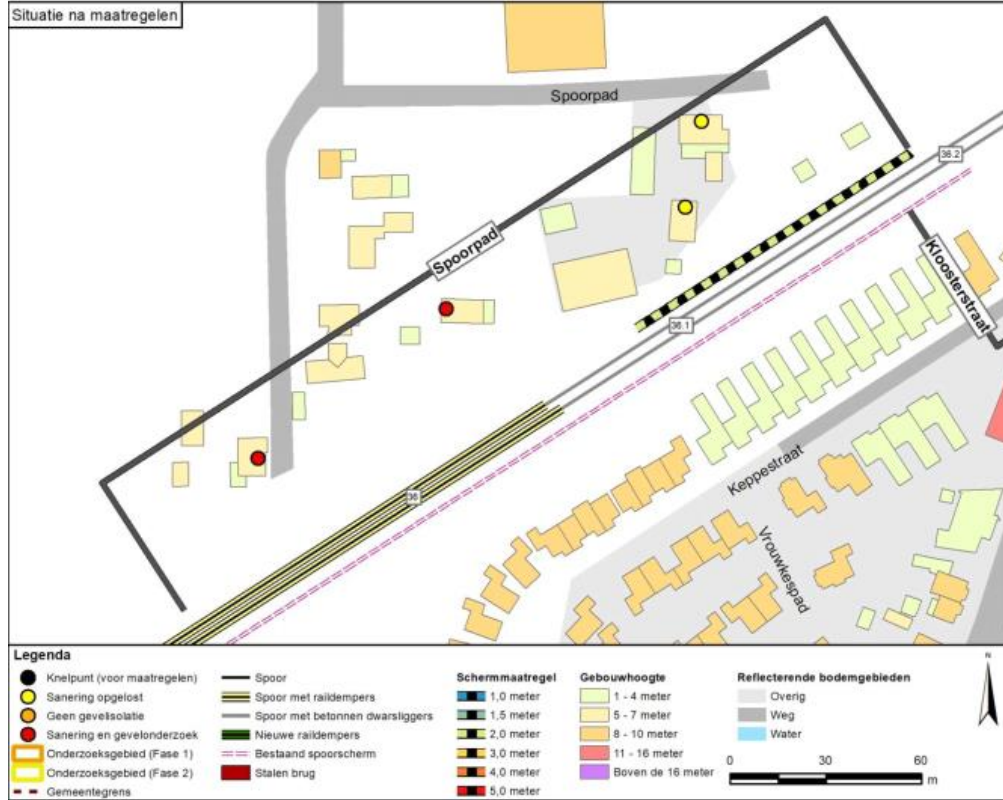 Situatie na maatregelen
Spoorpad
36.2
Spoorpad
Kloosterstraat
36.1
Keppestraat
36
Vrouwkespad
Legenda
Knelpunt (voor maatregelen)
Sanering opgelost
Geen gevelisolatie
Sanering en gevelonderzoek
Onderzoeksgebied (Fase 1)
Onderzoeksgebied (Fase 2)
Gemeentegrens
Spoor
Spoor met raildempers
Spoor met betonnen dwarsliggers
Nieuwe raildempers
Bestaand spoorscherm
Stalen brug
Schermmaatregel
1,0 meter
1,5 meter
2,0 meter
3,0 meter
4,0 meter
5,0 meter
Gebouwhoogte
1 - 4 meter
5 - 7 meter
8 - 10 meter
11 - 16 meter
Boven de 16 meter
Reflecterende bodemgebieden
Overig
Weg
Water
N
0 30 60
m